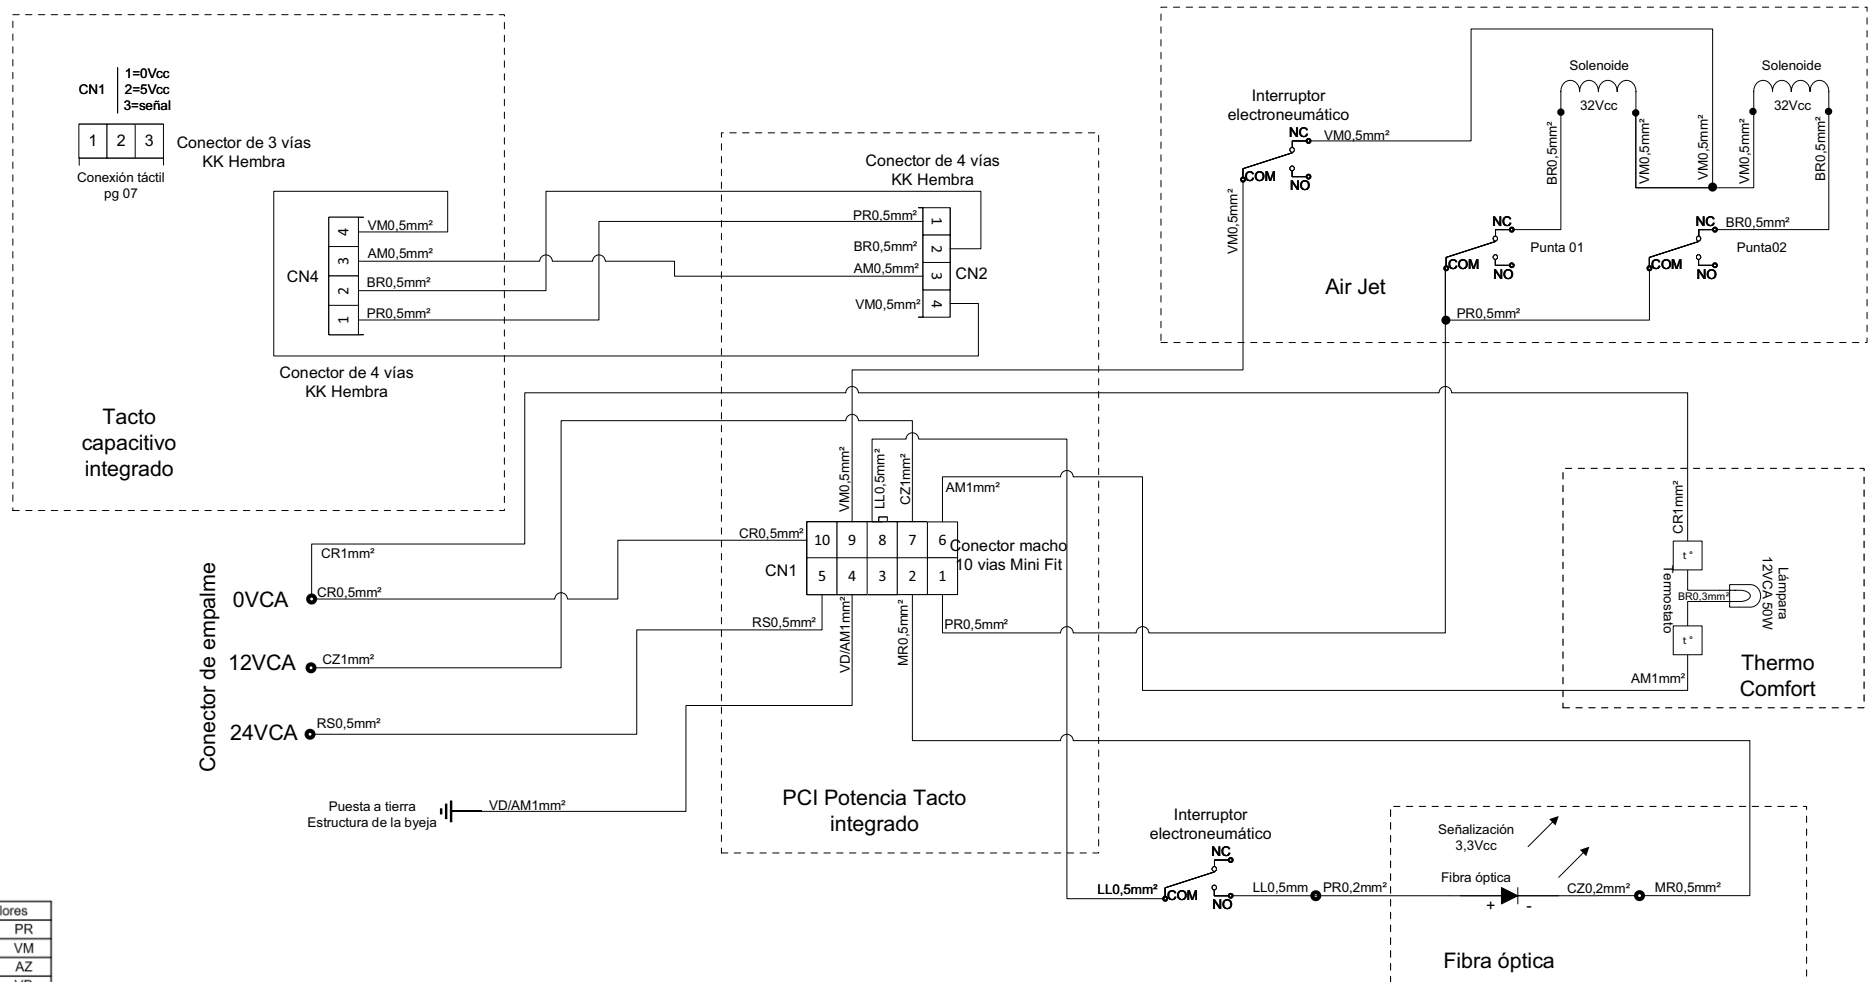 1=0Vcc
CN1
2=5Vcc
3=señal
1 2 3
Conector de 3 vías
KK Hembra
Conexión táctil
pg 07
4
3
2
1
CN4
VM0,5mm²
AM0,5mm²
BR0,5mm²
PR0,5mm²
Conector de 4 vías
KK Hembra
Tacto
capacitivo
integrado
Conector de 4 vías
KK Hembra
PR0,5mm²
BR0,5mm²
AM0,5mm²
VM0,5mm²
1
2
3
4
CN2
Interruptor
electroneumático
NC
VM0,5mm²
COM
NO
VM0,5mm²
Solenoide
32Vcc
Solenoide
32Vcc
BR0,5mm²
VM0,5mm²
VM0,5mm²
VM0,5mm²
BR0,5mm²
NC
Punta 01
COM
NO
NC
BR0,5mm²
Punta02
COM
NO
PR0,5mm²
Air Jet
VM0,5mm²
LL0,5mm²
CZ1mm²
AM1mm²
CR0,5mm²
10 9 8 7 6
5 4 3 2 1
CN1
Conector macho
10 vias Mini Fit
RS0,5mm²
VD/AM1mm²
MR0,5mm²
PR0,5mm²
PCI Potencia Tacto
integrado
Conector de empalme
CR1mm²
0VCA
CR0,5mm²
12VCA
CZ1mm²
24VCA
RS0,5mm²
Puesta a tierra
Estructura de la byeja
VD/AM1mm²
CR1mm²
t°
Termostato
BR0,3mm²
Lámpara
12VCA 50W
t°
AM1mm²
Thermo
Comfort
Interruptor
electroneumático
NC
LL0,5mm²
COM
NO
LL0,5mm
PR0,2mm²
Señalización
3,3Vcc
Fibra óptica
+ -
CZ0,2mm²
MR0,5mm²
Fibra óptica
lores
PR
VM
AZ